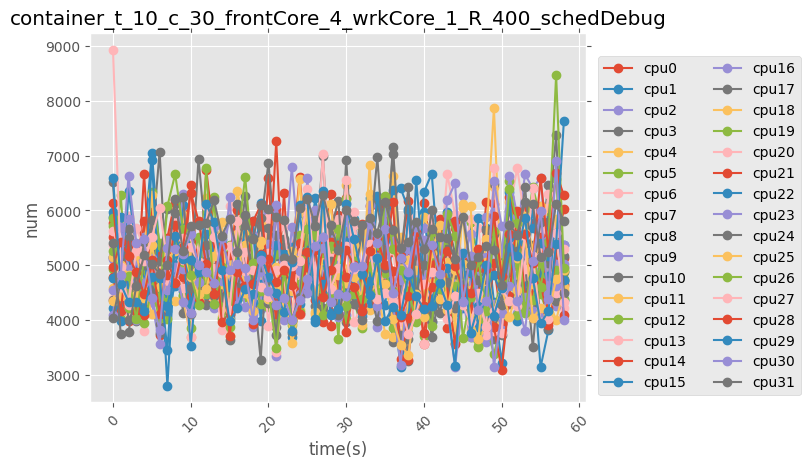 container_t_10_c_30_frontCore_4_wrkCore_1_R_400_schedDebug
9000
8000
7000
6000
5000
4000
3000
num
0
10
20
30
40
50
60
time(s)
cpu0
cpu1
cpu2
cpu3
cpu4
cpu5
cpu6
cpu7
cpu8
cpu9
cpu10
cpu11
cpu12
cpu13
cpu14
cpu15
cpu16
cpu17
cpu18
cpu19
cpu20
cpu21
cpu22
cpu23
cpu24
cpu25
cpu26
cpu27
cpu28
cpu29
cpu30
cpu31